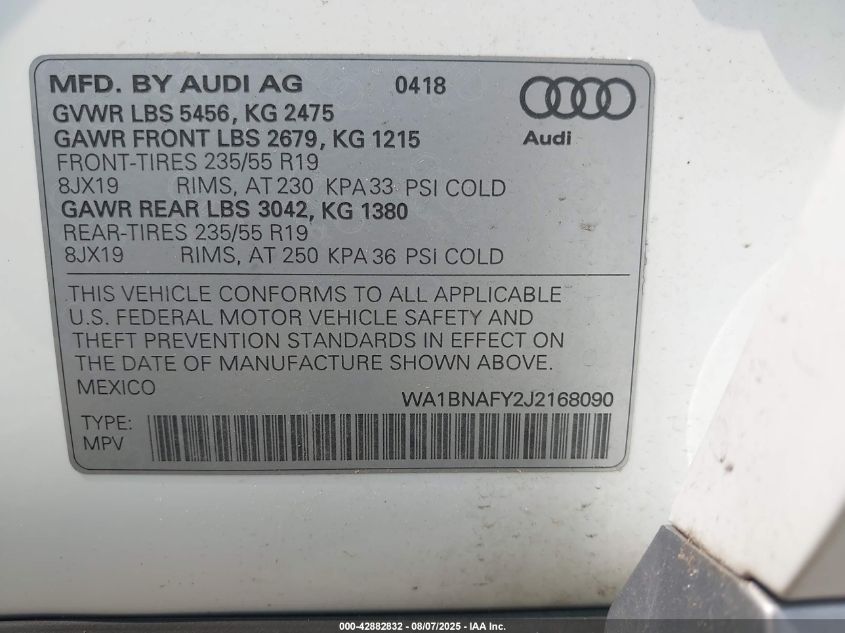 MFD. BY AUDI AG 0418
GVWR LBS 5456, KG 2475
GAWR FRONT LBS 2679, KG 1215
Audi
FRONT-TIRES 235/55 R19
8JX19 RIMS, AT 230 KPA 33 PSI COLD
GAWR REAR LBS 3042, KG 1380
REAR-TIRES 235/55 R19
8JX19 RIMS, AT 250 KPA 36 PSI COLD
THIS VEHICLE CONFORMS TO ALL APPLICABLE
U.S. FEDERAL MOTOR VEHICLE SAFETY AND
THEFT PREVENTION STANDARDS IN EFFECT ON
THE DATE OF MANUFACTURE SHOWN ABOVE.
MEXICO WA1BNAFY2J2168090
TYPE:
MPV
000-42882832 - 08/07/2025 - IAA Inc.